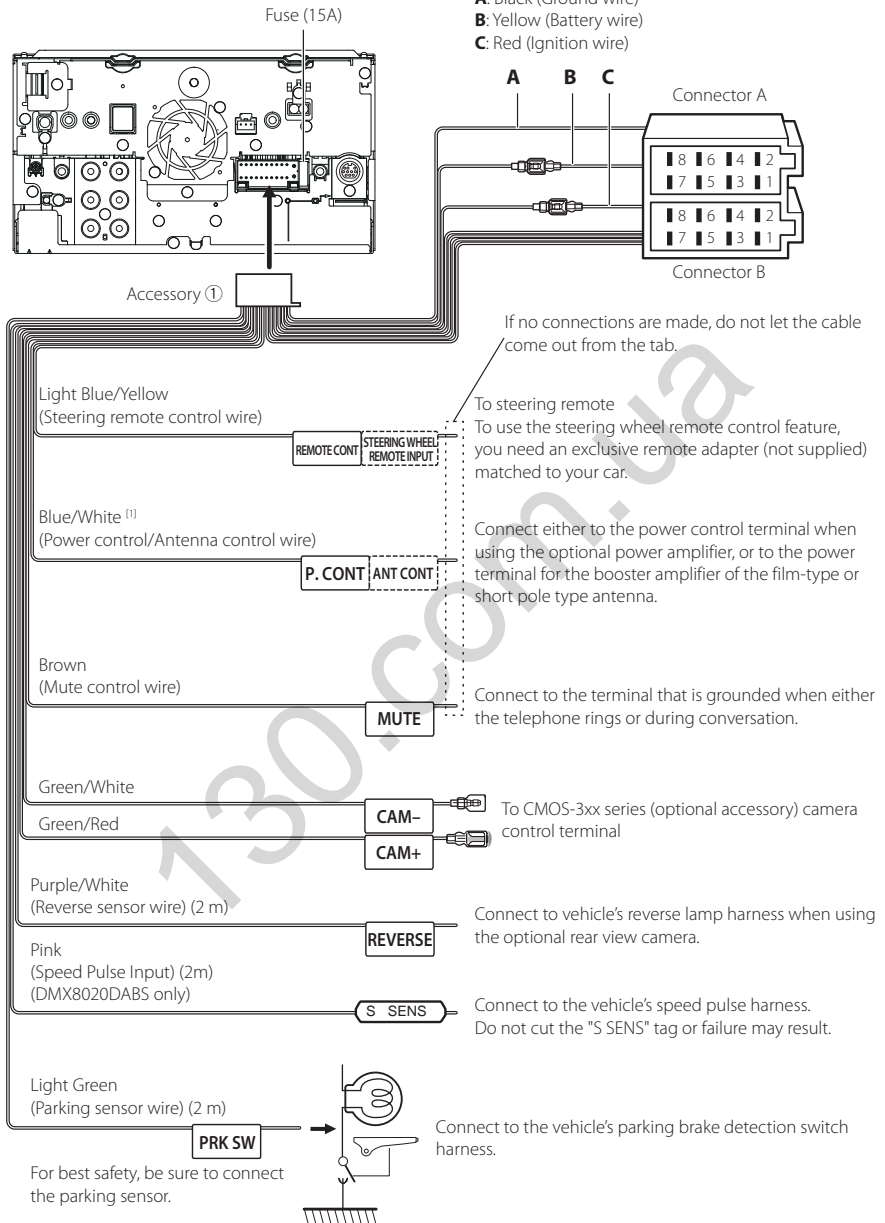 Fuse (15A)
A: Black (Ground wire)
B: Yellow (Battery wire)
C: Red (Ignition wire)
A B C
Connector A
8 6 4 2
7 5 3 1
8 6 4 2
7 5 3 1
Connector B
Accessory ①
If no connections are made, do not let the cable
come out from the tab.
Light Blue/Yellow
(Steering remote control wire)
REMOTE CONT
STEERING WHEEL
REMOTE INPUT
To steering remote
To use the steering wheel remote control feature,
you need an exclusive remote adapter (not supplied)
matched to your car.
Blue/White [1]
(Power control/Antenna control wire)
P. CONT ANT CONT
Connect either to the power control terminal when
using the optional power amplifier, or to the power
terminal for the booster amplifier of the film-type or
short pole type antenna.
Brown
(Mute control wire)
MUTE
Connect to the terminal that is grounded when either
the telephone rings or during conversation.
Green/White
CAM–
Green/Red
CAM+
To CMOS-3xx series (optional accessory) camera
control terminal
Purple/White
(Reverse sensor wire) (2 m)
REVERSE
Connect to vehicle's reverse lamp harness when using
the optional rear view camera.
Pink
(Speed Pulse Input) (2m)
(DMX8020DABS only)
S SENS
Connect to the vehicle's speed pulse harness.
Do not cut the "S SENS" tag or failure may result.
Light Green
(Parking sensor wire) (2 m)
PRK SW
Connect to the vehicle's parking brake detection switch
harness.
For best safety, be sure to connect
the parking sensor.
130.com.ua